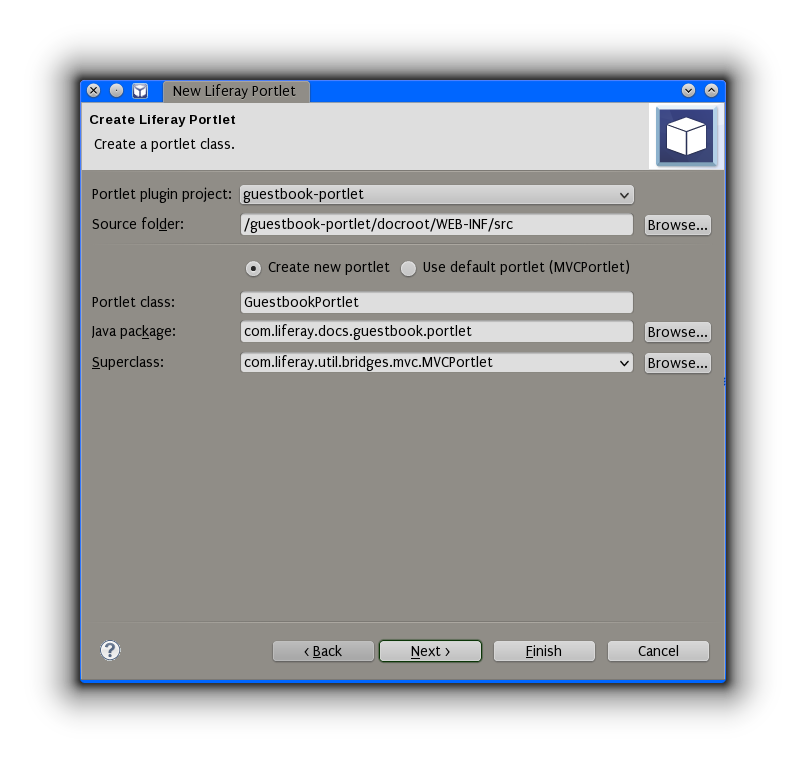 New Liferay Portlet
Create Liferay Portlet
Create a portlet class.
Portlet plugin project: guestbook-portlet
Source folder: /guestbook-portlet/docroot/WEB-INF/src Browse...
Create new portlet Use default portlet (MVCPortlet)
Portlet class: GuestbookPortlet
Java package: com.liferay.docs.guestbook.portlet Browse...
Superclass: com.liferay.util.bridges.mvc.MVCPortlet Browse...
? < Back Next > Finish Cancel